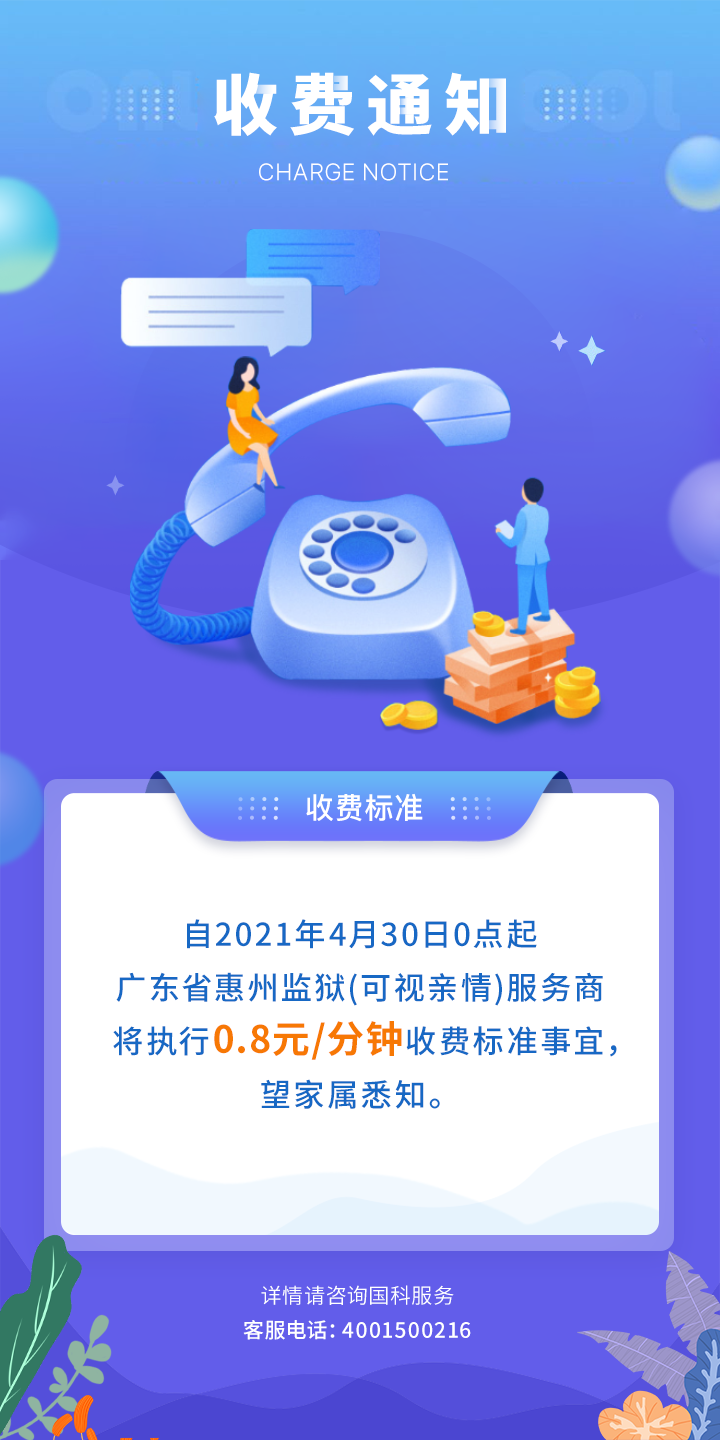 收费通知
CHARGE NOTICE
收费标准
自2021年4月30日0点起
广东省惠州监狱(可视亲情)服务商
将执行0.8元/分钟收费标准事宜，
望家属悉知。
详情请咨询国科服务
客服电话：4001500216